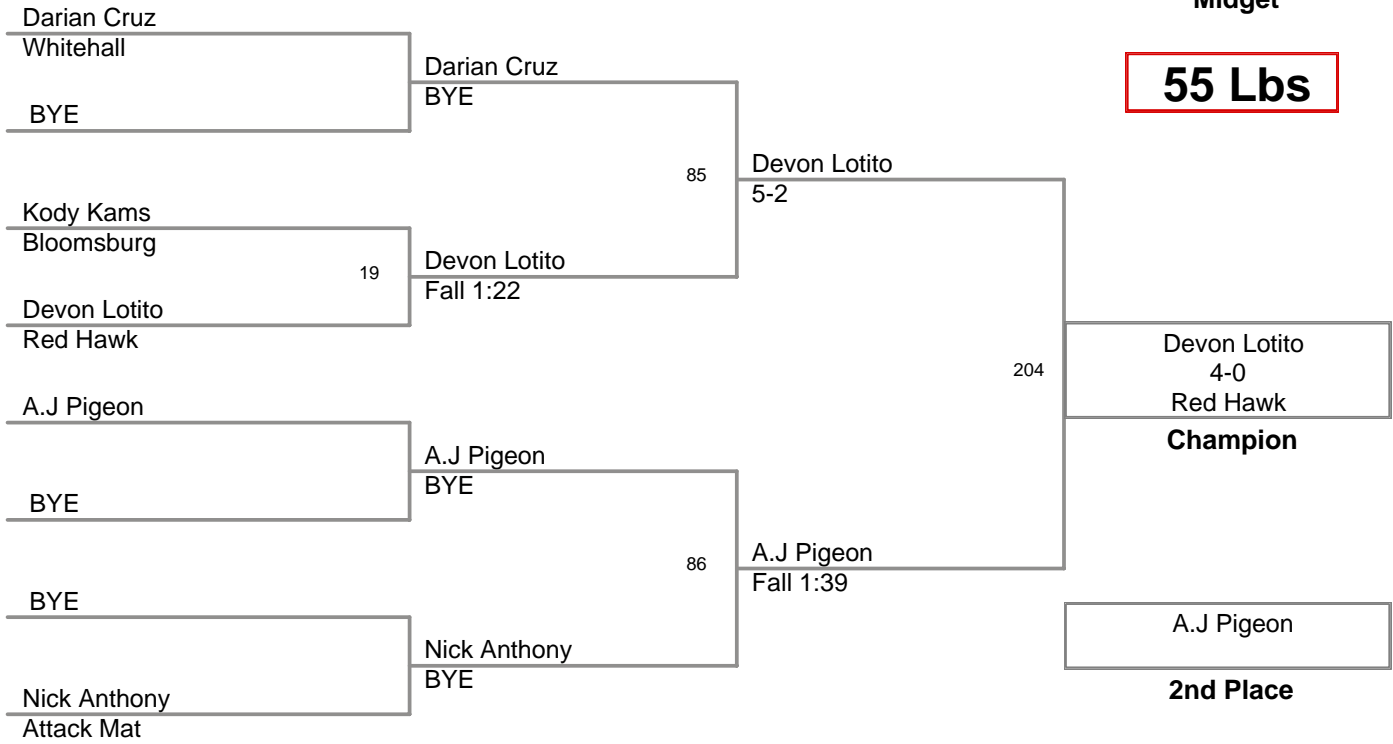 Midget
55 Lbs
Darian Cruz
Whitehall
BYE
Kody Kams
Bloomsburg
19
Devon Lotito
Red Hawk
A.J Pigeon
BYE
BYE
Nick Anthony
Attack Mat
Darian Cruz
BYE
85
Devon Lotito
Fall 1:22
A.J Pigeon
BYE
86
Nick Anthony
BYE
Devon Lotito
5-2
204
A.J Pigeon
Fall 1:39
Devon Lotito
4-0
Red Hawk
Champion
A.J Pigeon
2nd Place